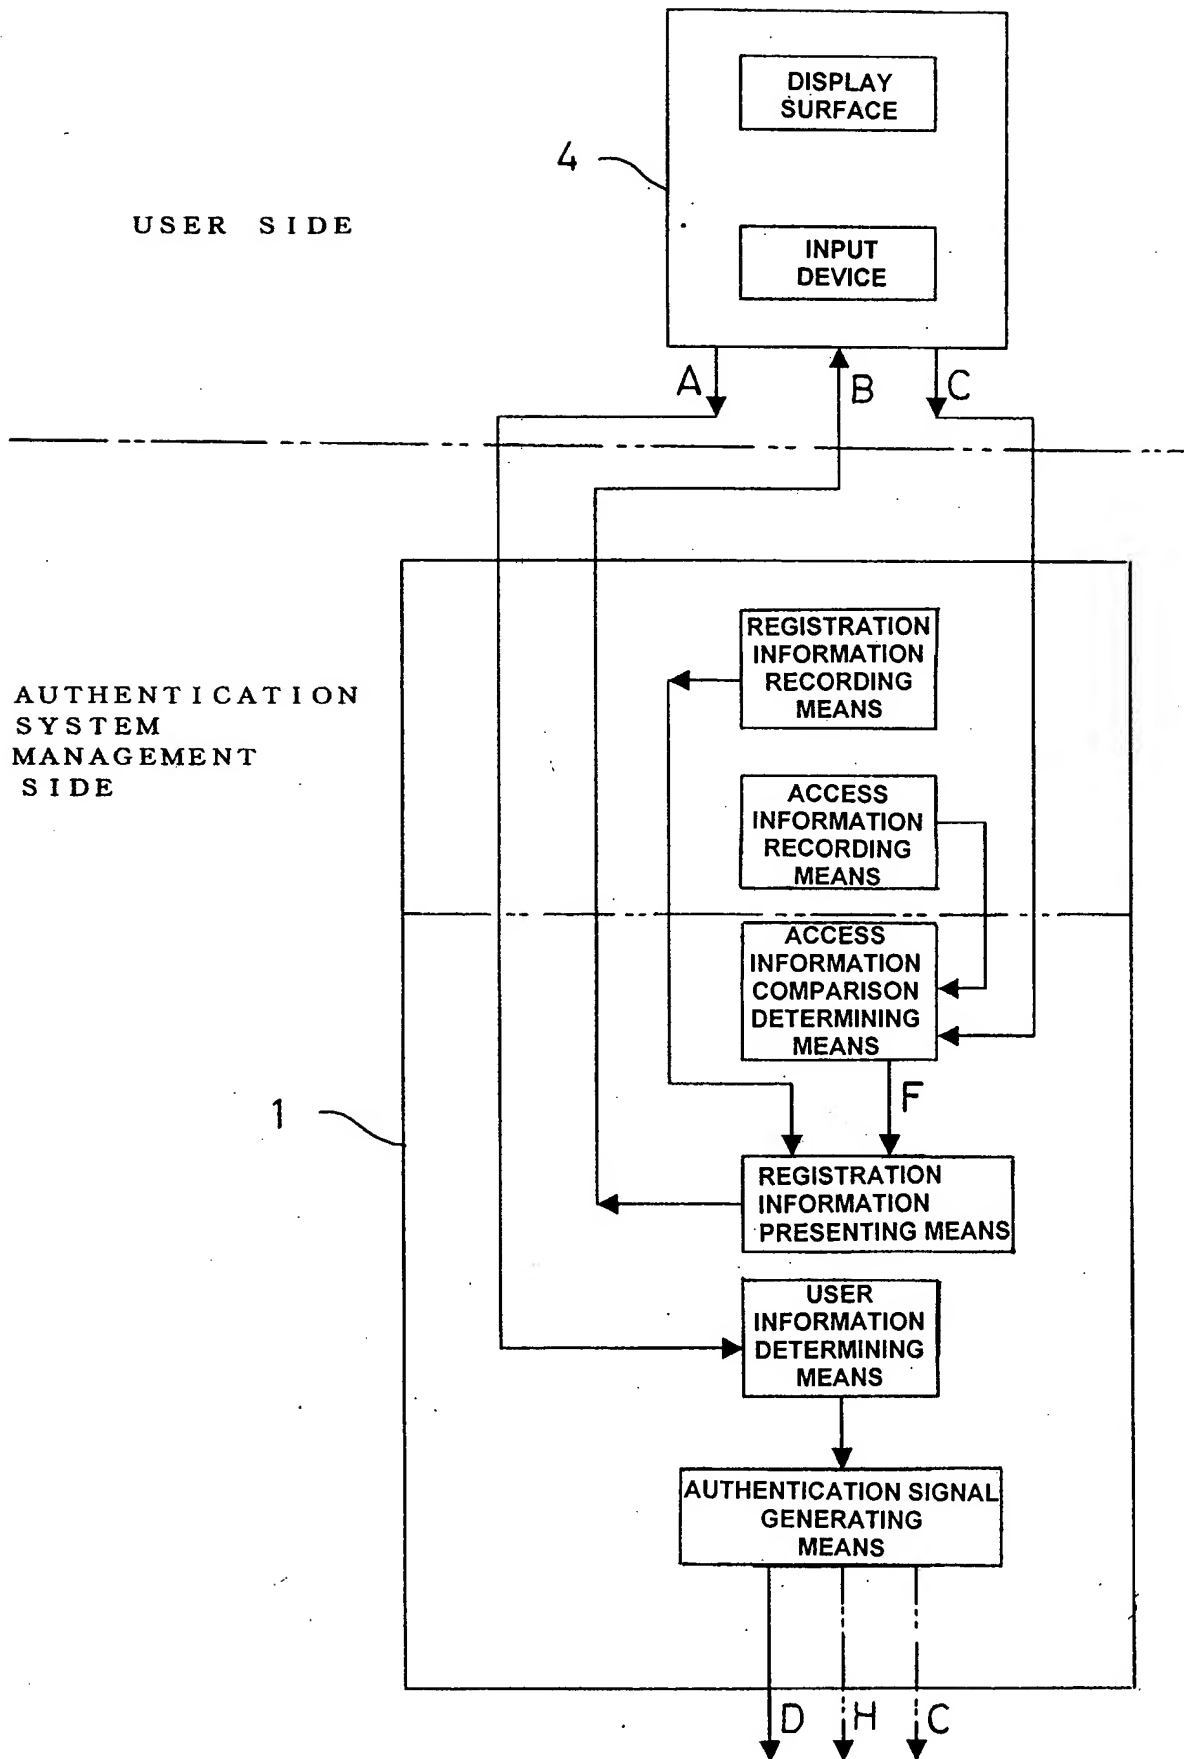 DISPLAY
SURFACE
4
USER SIDE
INPUT
DEVICE
A
B
C
REGISTRATION
INFORMATION
RECORDING
MEANS
AUTHENTICATION
SYSTEM
MANAGEMENT
SIDE
ACCESS
INFORMATION
RECORDING
MEANS
ACCESS
INFORMATION
COMPARISON
DETERMINING
MEANS
F
1
REGISTRATION
INFORMATION
PRESENTING MEANS
USER
INFORMATION
DETERMINING
MEANS
AUTHENTICATION SIGNAL
GENERATING
MEANS
D
H
C